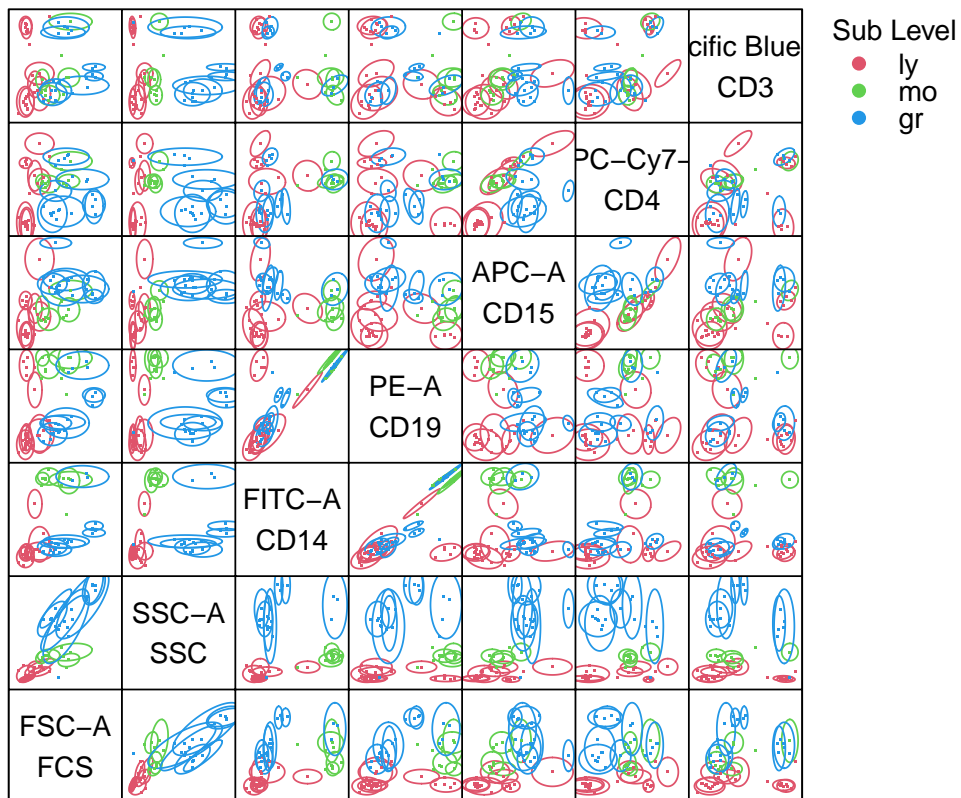 Sub Level
ly
mo
gr
cific Blue
CD3
PC−Cy7−
CD4
APC−A
CD15
PE−A
CD19
FITC−A
CD14
SSC−A
SSC
FSC−A
FCS